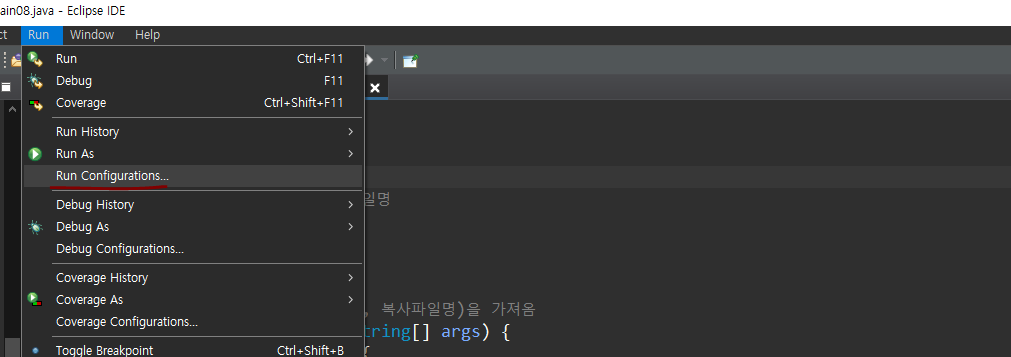 ain08.java - Eclipse IDE
ct Run Window Help
Run Ctrl+F11
Debug F11
Coverage Ctrl+Shift+F11
Run History
Run As
Run Configurations...
일명
Debug History
Debug As
Debug Configurations...
Coverage History
Coverage As
, 복사파일명)을 가져옴
Coverage Configurations...
tring[] args) {
{
Toggle Breakpoint Ctrl+Shift+B